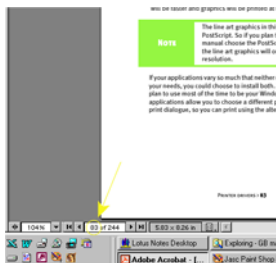 will be faster and graphics will be printed at
NOTE
The line art graphics in this
PostScript. So if you plan t
manual choose the PostSc
the line art graphics will o
resolution.
If your applications vary so much that neither
your needs, you could choose to install both.
plan to use most of the time to be your Windo
applications allow you to choose a different p
print dialogue, so you can print using the alte
PRINTER DRIVERS • 83
104% 83 of 244 5.83 x 8.26 in
Lotus Notes Desktop Exploring - GB m
Adobe Acrobat - [... Jasc Paint Shop